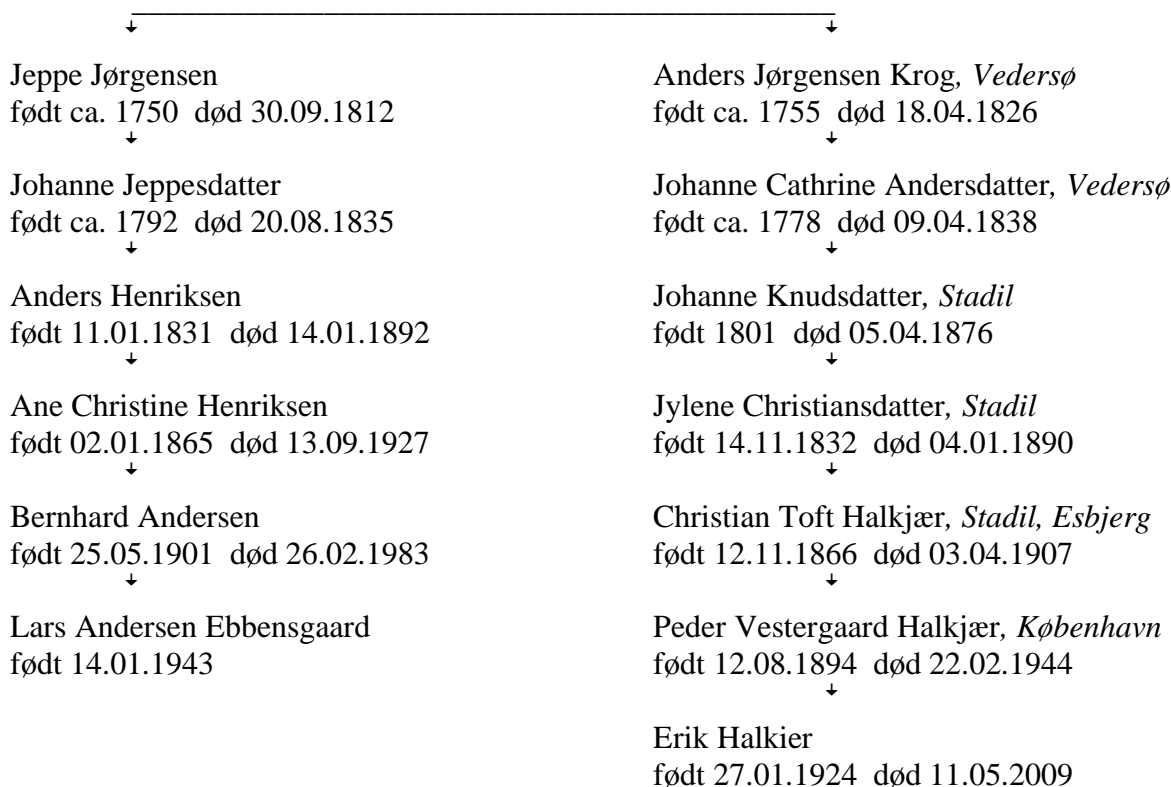 Jeppe Jørgensen
født ca. 1750 død 30.09.1812
Johanne Jeppesdatter
født ca. 1792 død 20.08.1835
Anders Henriksen
født 11.01.1831 død 14.01.1892
Ane Christine Henriksen
født 02.01.1865 død 13.09.1927
Bernhard Andersen
født 25.05.1901 død 26.02.1983
Lars Andersen Ebbensgaard
født 14.01.1943
Anders Jørgensen Krog, Vedersø
født ca. 1755 død 18.04.1826
Johanne Cathrine Andersdatter, Vedersø
født ca. 1778 død 09.04.1838
Johanne Knudsdatter, Stadil
født 1801 død 05.04.1876
Jylene Christiansdatter, Stadil
født 14.11.1832 død 04.01.1890
Christian Toft Halkjær, Stadil, Esbjerg
født 12.11.1866 død 03.04.1907
Peder Vestergaard Halkjær, København
født 12.08.1894 død 22.02.1944
Erik Halkier
født 27.01.1924 død 11.05.2009